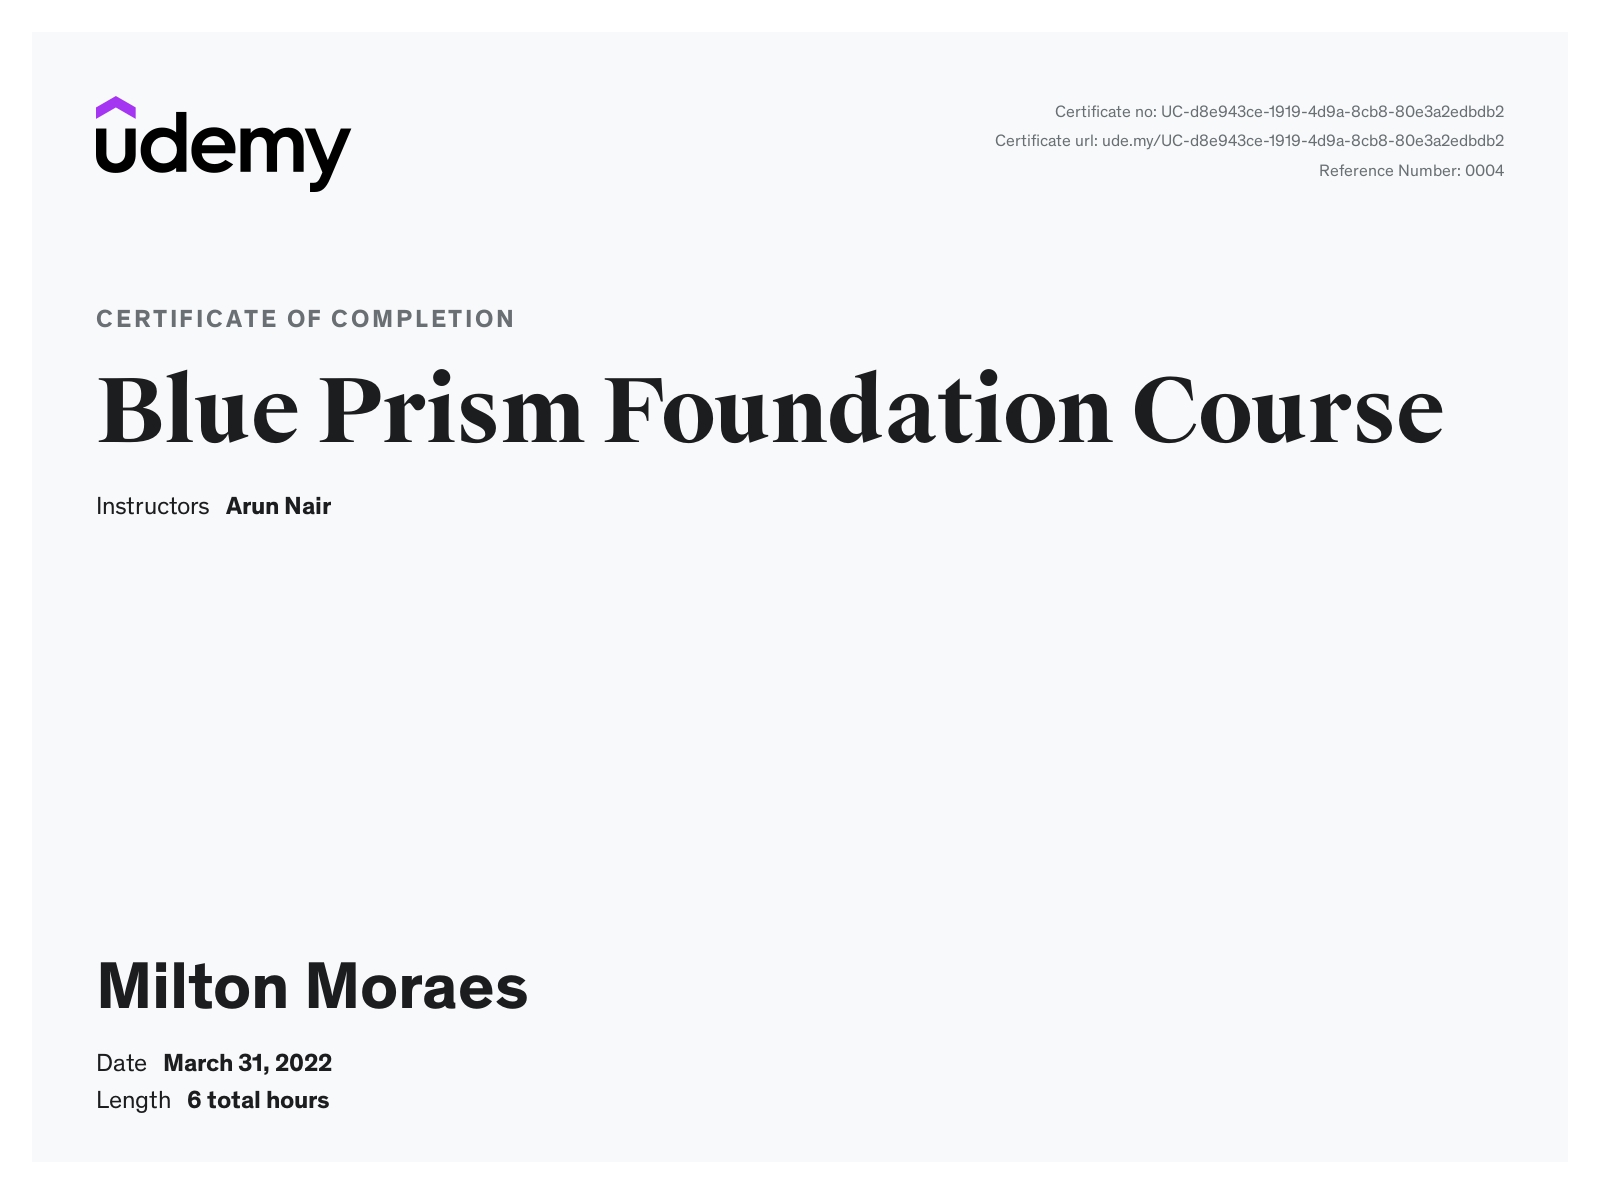 udemy
Certificate no: UC-d8e943ce-1919-4d9a-8cb8-80e3a2edbdb2
Certificate url: ude.my/UC-d8e943ce-1919-4d9a-8cb8-80e3a2edbdb2
Reference Number: 0004
CERTIFICATE OF COMPLETION
Blue Prism Foundation Course
Instructors Arun Nair
Milton Moraes
Date March 31, 2022
Length 6 total hours